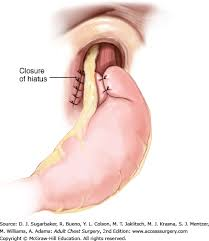 Closure
of hiatus
Source: D. J. Sugarbaker, R. Bueno, Y. L. Colson, M. T. Jaklitsch, M. J. Krasna, S. J. Mentzer,
M. Williams, A. Adams: Adult Chest Surgery, 2nd Edition: www.accesssurgery.com
Copyright © McGraw-Hill Education. All rights reserved.